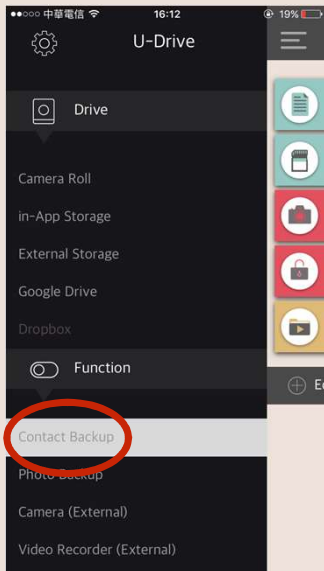 中華電信 16:12 19%
U-Drive
Drive
Camera Roll
in-App Storage
External Storage
Google Drive
Dropbox
Function
Contact Backup
Photo Backup
Camera (External)
Video Recorder (External)